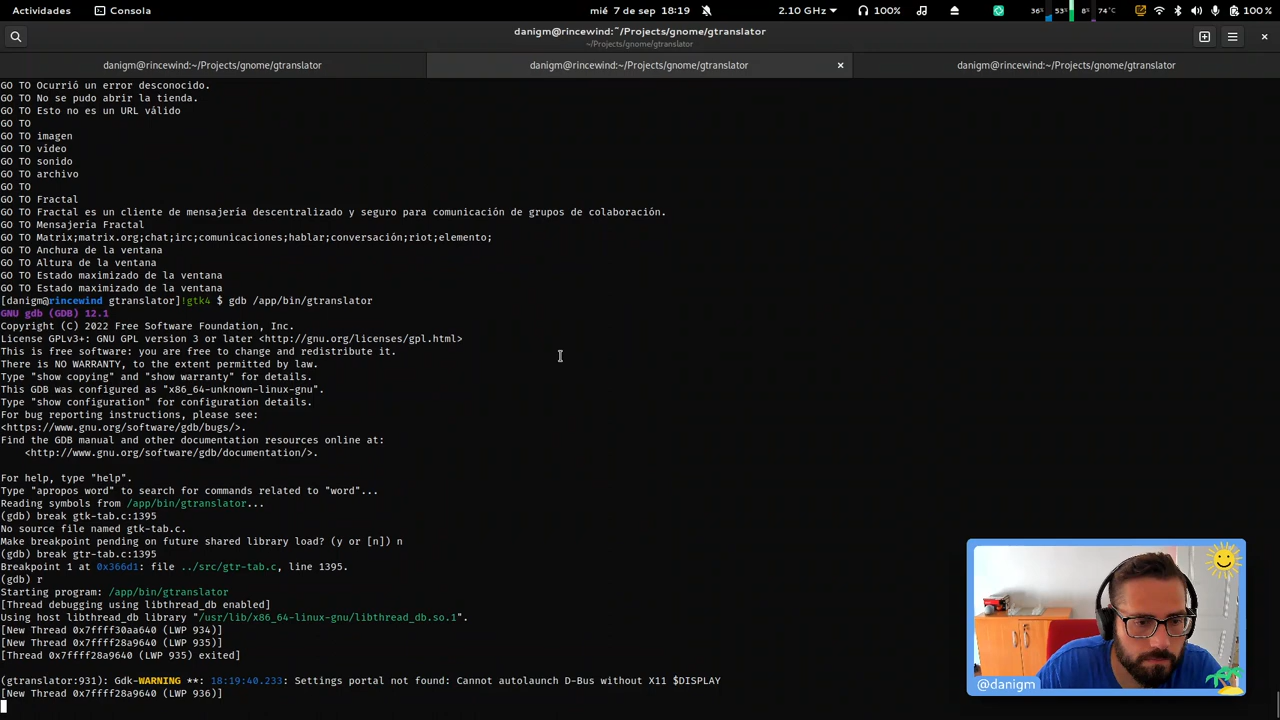 Actividades
Consola
mié 7 de sep 18:19
2.10 GHz
100%
36%
53%
8%
74°C
100 %
danigm@rincewind:~/Projects/gnome/gtranslator
~/Projects/gnome/gtranslator
danigm@rincewind:~/Projects/gnome/gtranslator
danigm@rincewind:~/Projects/gnome/gtranslator
danigm@rincewind:~/Projects/gnome/gtranslator
GO TO Ocurrió un error desconocido.
GO TO No se pudo abrir la tienda.
GO TO Esto no es un URL válido
GO TO
GO TO imagen
GO TO vídeo
GO TO sonido
GO TO archivo
GO TO
GO TO Fractal
GO TO Fractal es un cliente de mensajería descentralizado y seguro para comunicación de grupos de colaboración.
GO TO Mensajería Fractal
GO TO Matrix;matrix.org;chat;irc;comunicaciones;hablar;conversación;riot;elemento;
GO TO Anchura de la ventana
GO TO Altura de la ventana
GO TO Estado maximizado de la ventana
GO TO Estado maximizado de la ventana
[danigm@rincewind gtranslator]!gtk4 $ gdb /app/bin/gtranslator
GNU gdb (GDB) 12.1
Copyright (C) 2022 Free Software Foundation, Inc.
License GPLv3+: GNU GPL version 3 or later <http://gnu.org/licenses/gpl.html>
This is free software: you are free to change and redistribute it.
There is NO WARRANTY, to the extent permitted by law.
Type "show copying" and "show warranty" for details.
This GDB was configured as "x86_64-unknown-linux-gnu".
Type "show configuration" for configuration details.
For bug reporting instructions, please see:
<https://www.gnu.org/software/gdb/bugs/>.
Find the GDB manual and other documentation resources online at:
    <http://www.gnu.org/software/gdb/documentation/>.
For help, type "help".
Type "apropos word" to search for commands related to "word"...
Reading symbols from /app/bin/gtranslator...
(gdb) break gtk-tab.c:1395
No source file named gtk-tab.c.
Make breakpoint pending on future shared library load? (y or [n]) n
(gdb) break gtr-tab.c:1395
Breakpoint 1 at 0x366d1: file ../src/gtr-tab.c, line 1395.
(gdb) r
Starting program: /app/bin/gtranslator
[Thread debugging using libthread_db enabled]
Using host libthread_db library "/usr/lib/x86_64-linux-gnu/libthread_db.so.1".
[New Thread 0x7ffff30aa640 (LWP 934)]
[New Thread 0x7ffff28a9640 (LWP 935)]
[Thread 0x7ffff28a9640 (LWP 935) exited]
(gtranslator:931): Gdk-WARNING **: 18:19:40.233: Settings portal not found: Cannot autolaunch D-Bus without X11 $DISPLAY
[New Thread 0x7ffff28a9640 (LWP 936)]
@danigm